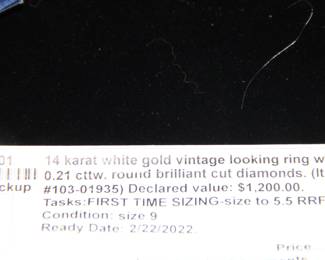 01 14 karat white gold vintage looking ring w
0.21 cttw. round brilliant cut diamonds. (It
ckup #103-01935) Declared value: $1,200.00.
Tasks:FIRST TIME SIZING-size to 5.5 RRF
Condition: size 9
Ready Date: 2/22/2022.
Price...